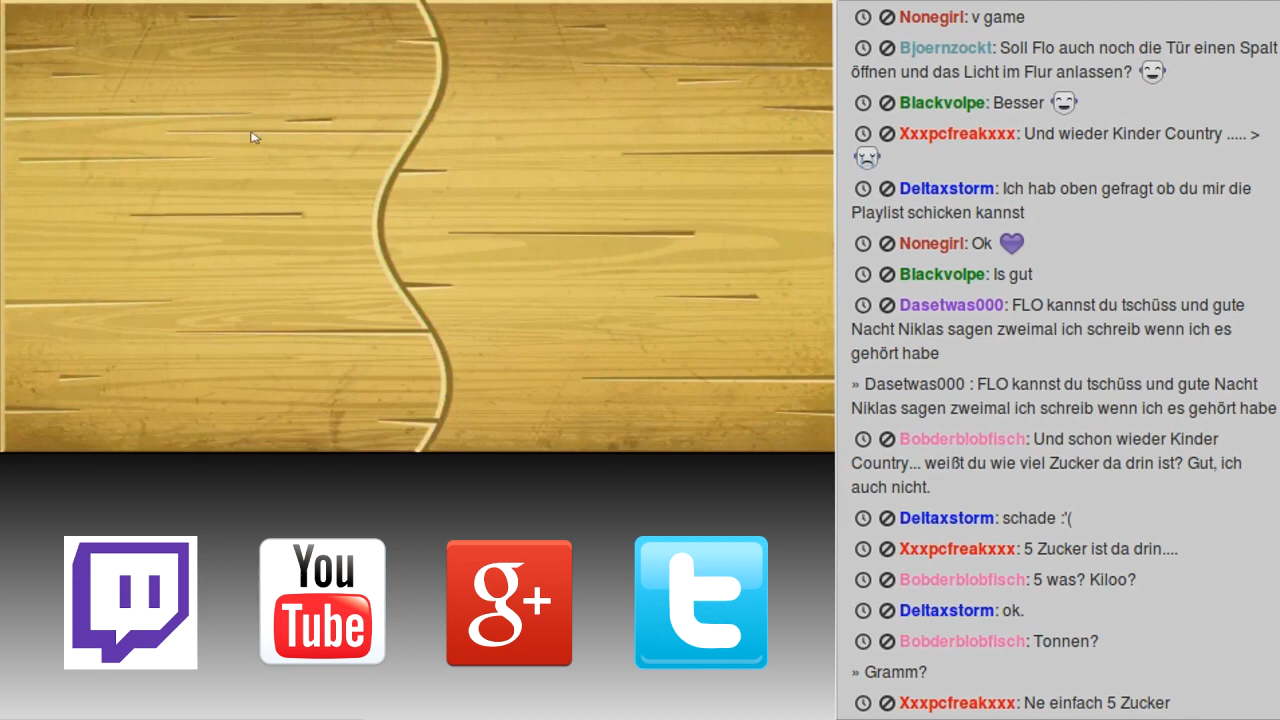 Nonegirl: v game
Bjoernzockt: Soll Flo auch noch die Tür einen Spalt
öffnen und das Licht im Flur anlassen?
Blackvolpe: Besser
Xxxpcfreakxxx: Und wieder Kinder Country ..... >
Deltaxstorm: Ich hab oben gefragt ob du mir die
Playlist schicken kannst
Nonegirl: Ok
Blackvolpe: Is gut
Dasetwas000: FLO kannst du tschüss und gute
Nacht Niklas sagen zweimal ich schreib wenn ich es
gehört habe
» Dasetwas000 : FLO kannst du tschüss und gute Nacht
Niklas sagen zweimal ich schreib wenn ich es gehört habe
Bobderblobfisch: Und schon wieder Kinder
Country... weißt du wie viel Zucker da drin ist? Gut, ich
auch nicht.
Deltaxstorm: schade :'(
Xxxpcfreakxxx: 5 Zucker ist da drin....
Bobderblobfisch: 5 was? Kiloo?
Deltaxstorm: ok.
Bobderblobfisch: Tonnen?
» Gramm?
Xxxpcfreakxxx: Ne einfach 5 Zucker
You
Tube
g+
t